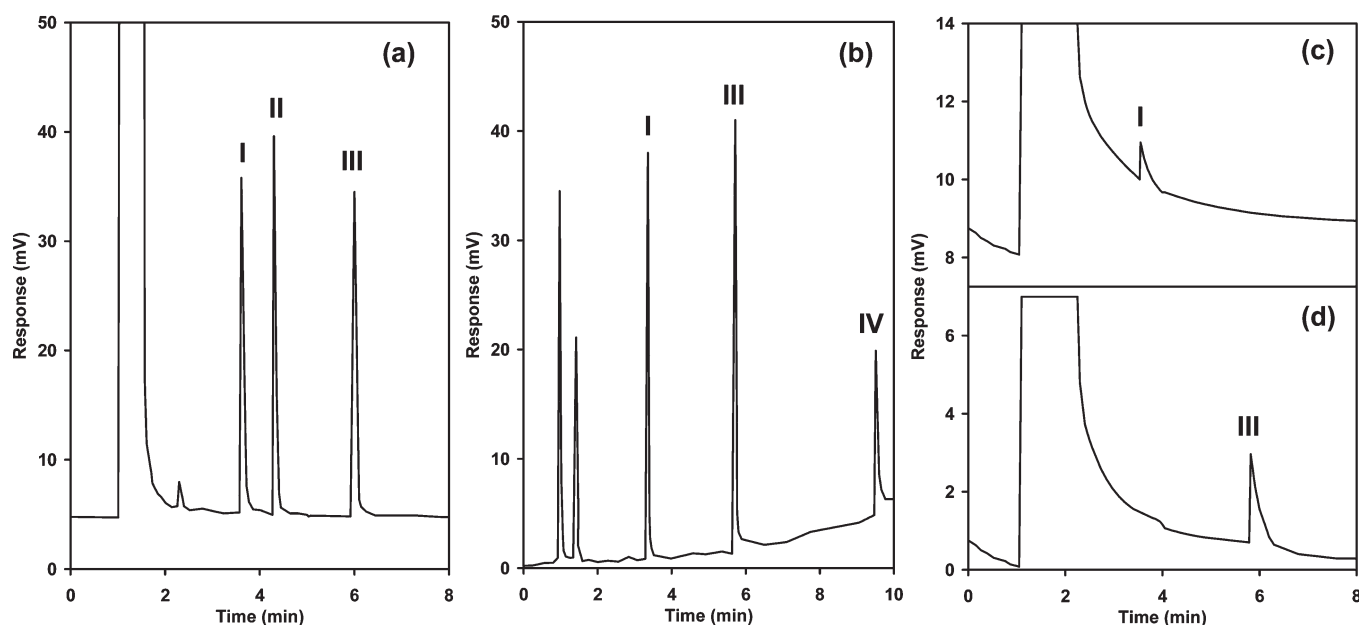 (a)
50
40
30
20
10
0
Response (mV)
I
II
III
0 2 4 6 8
Time (min)
(b)
50
40
30
20
10
0
Response (mV)
I
III
IV
0 2 4 6 8 10
Time (min)
(c)
14
12
10
8
Response (mV)
I
(d)
6
4
2
0
III
0 2 4 6 8
Time (min)